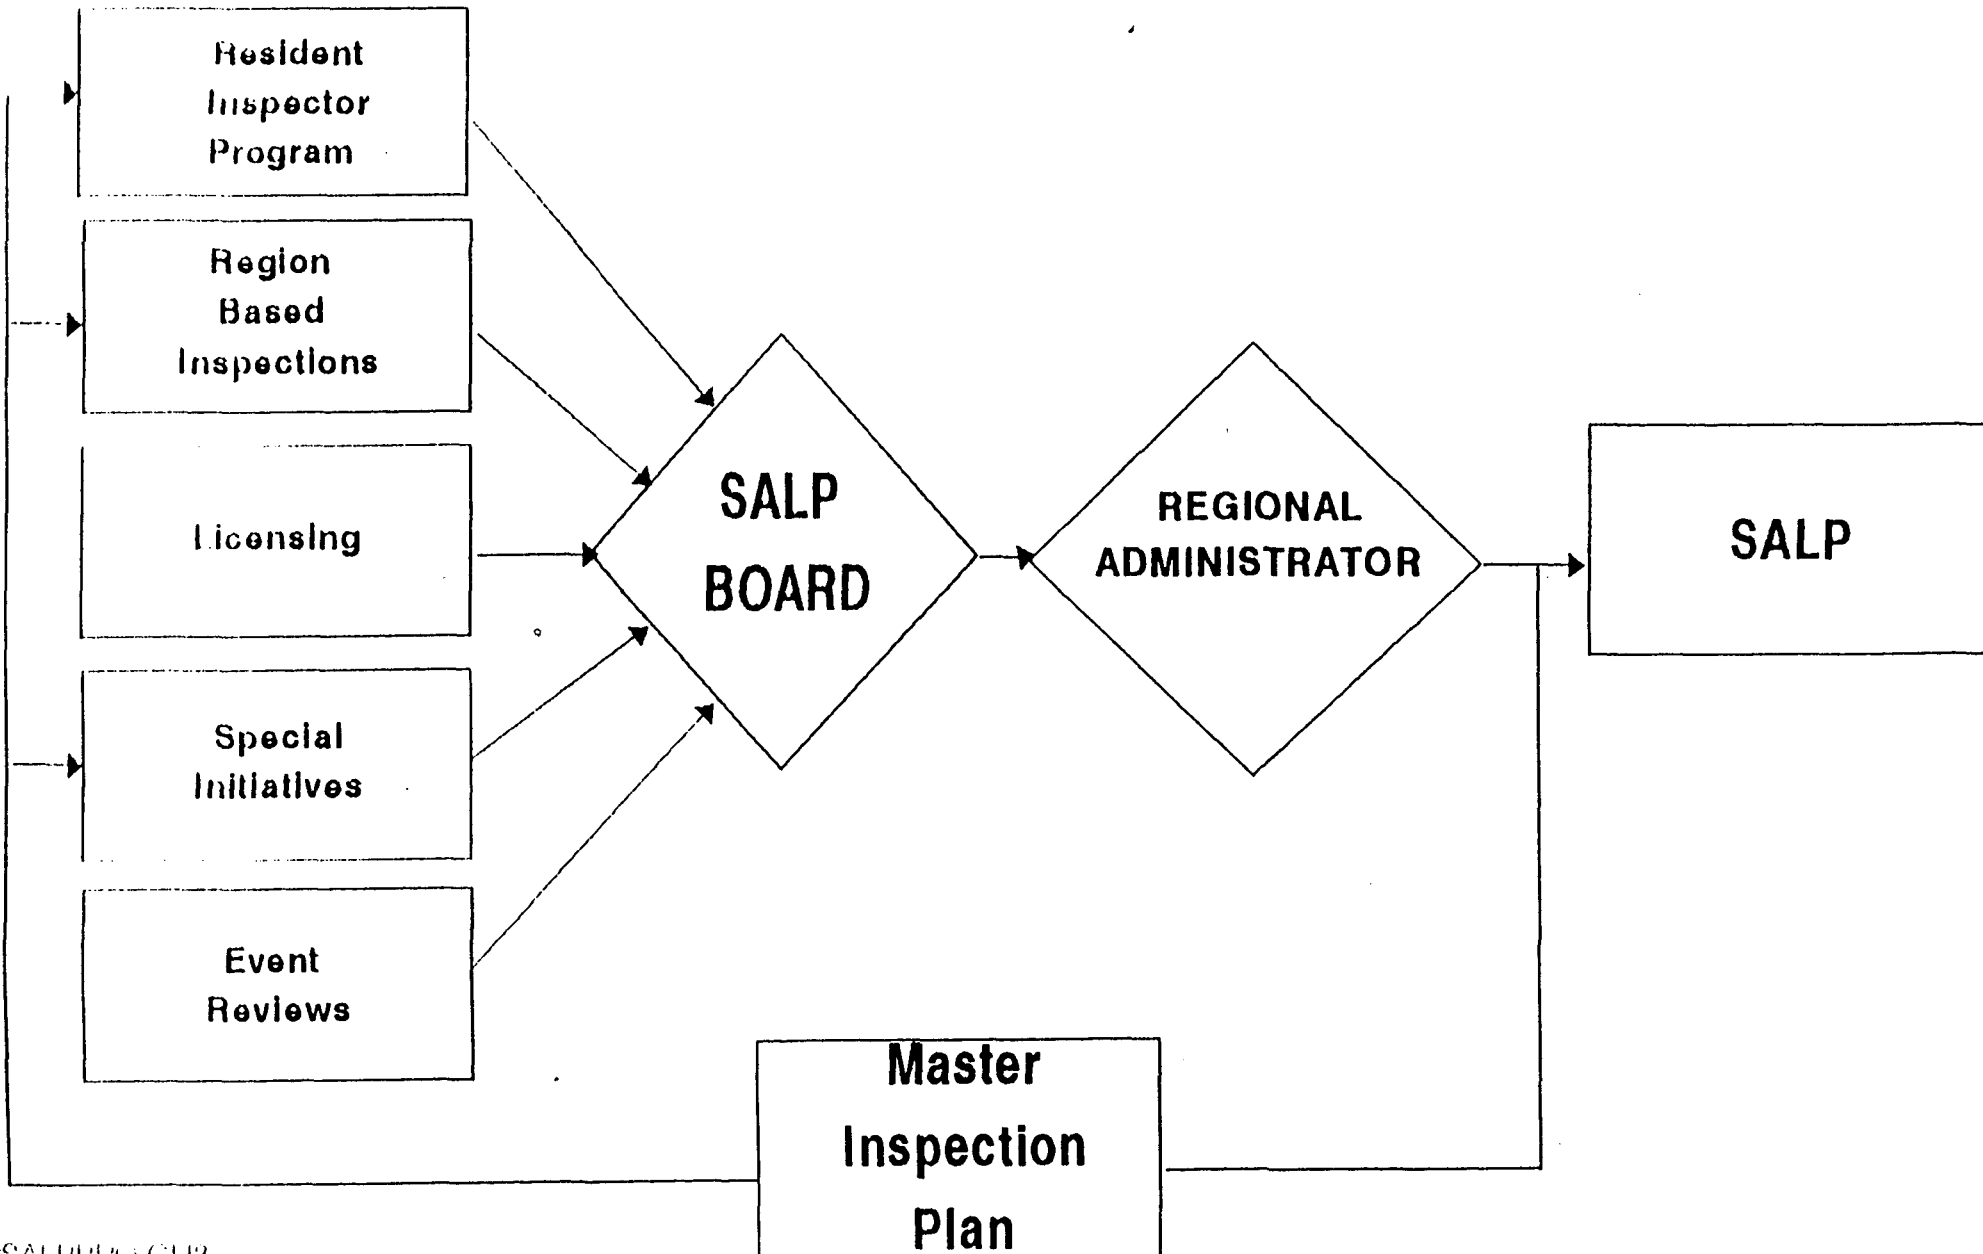 Resident
Inspector
Program
Region
Based
Inspections
Licensing
Special
Initiatives
Event
Reviews
SALP
BOARD
REGIONAL
ADMINISTRATOR
SALP
Master
Inspection
Plan